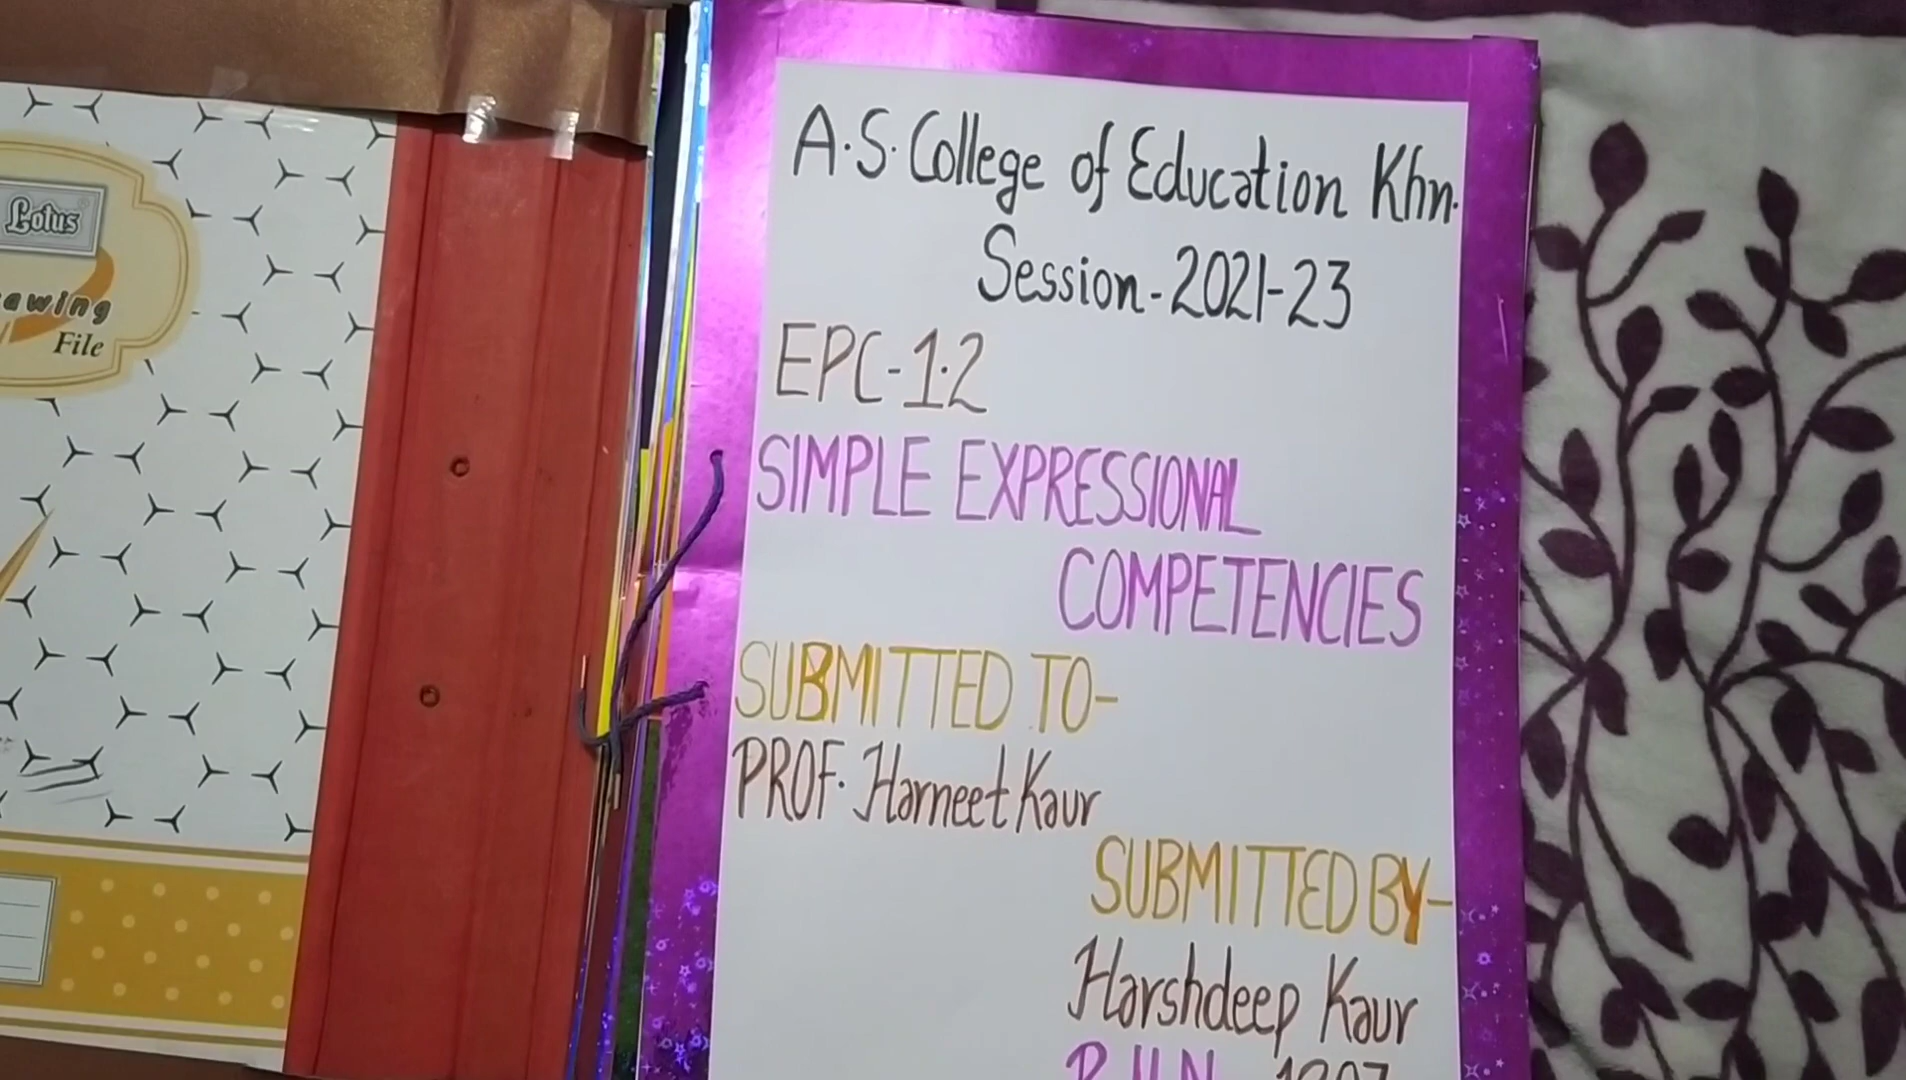 Lotus
awing
File
A.S. College of Education Khn.
Session-2021-23
EPC-1.2
SIMPLE EXPRESSIONAL
COMPETENCIES
SUBMITTED TO-
PROF. Harneet Kaur
SUBMITTED BY-
Harshdeep Kaur